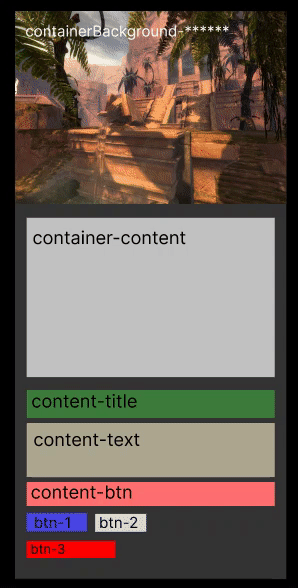 containerBackground-******
container-content
content-title
content-text
content-btn
btn-1 btn-2
btn-3